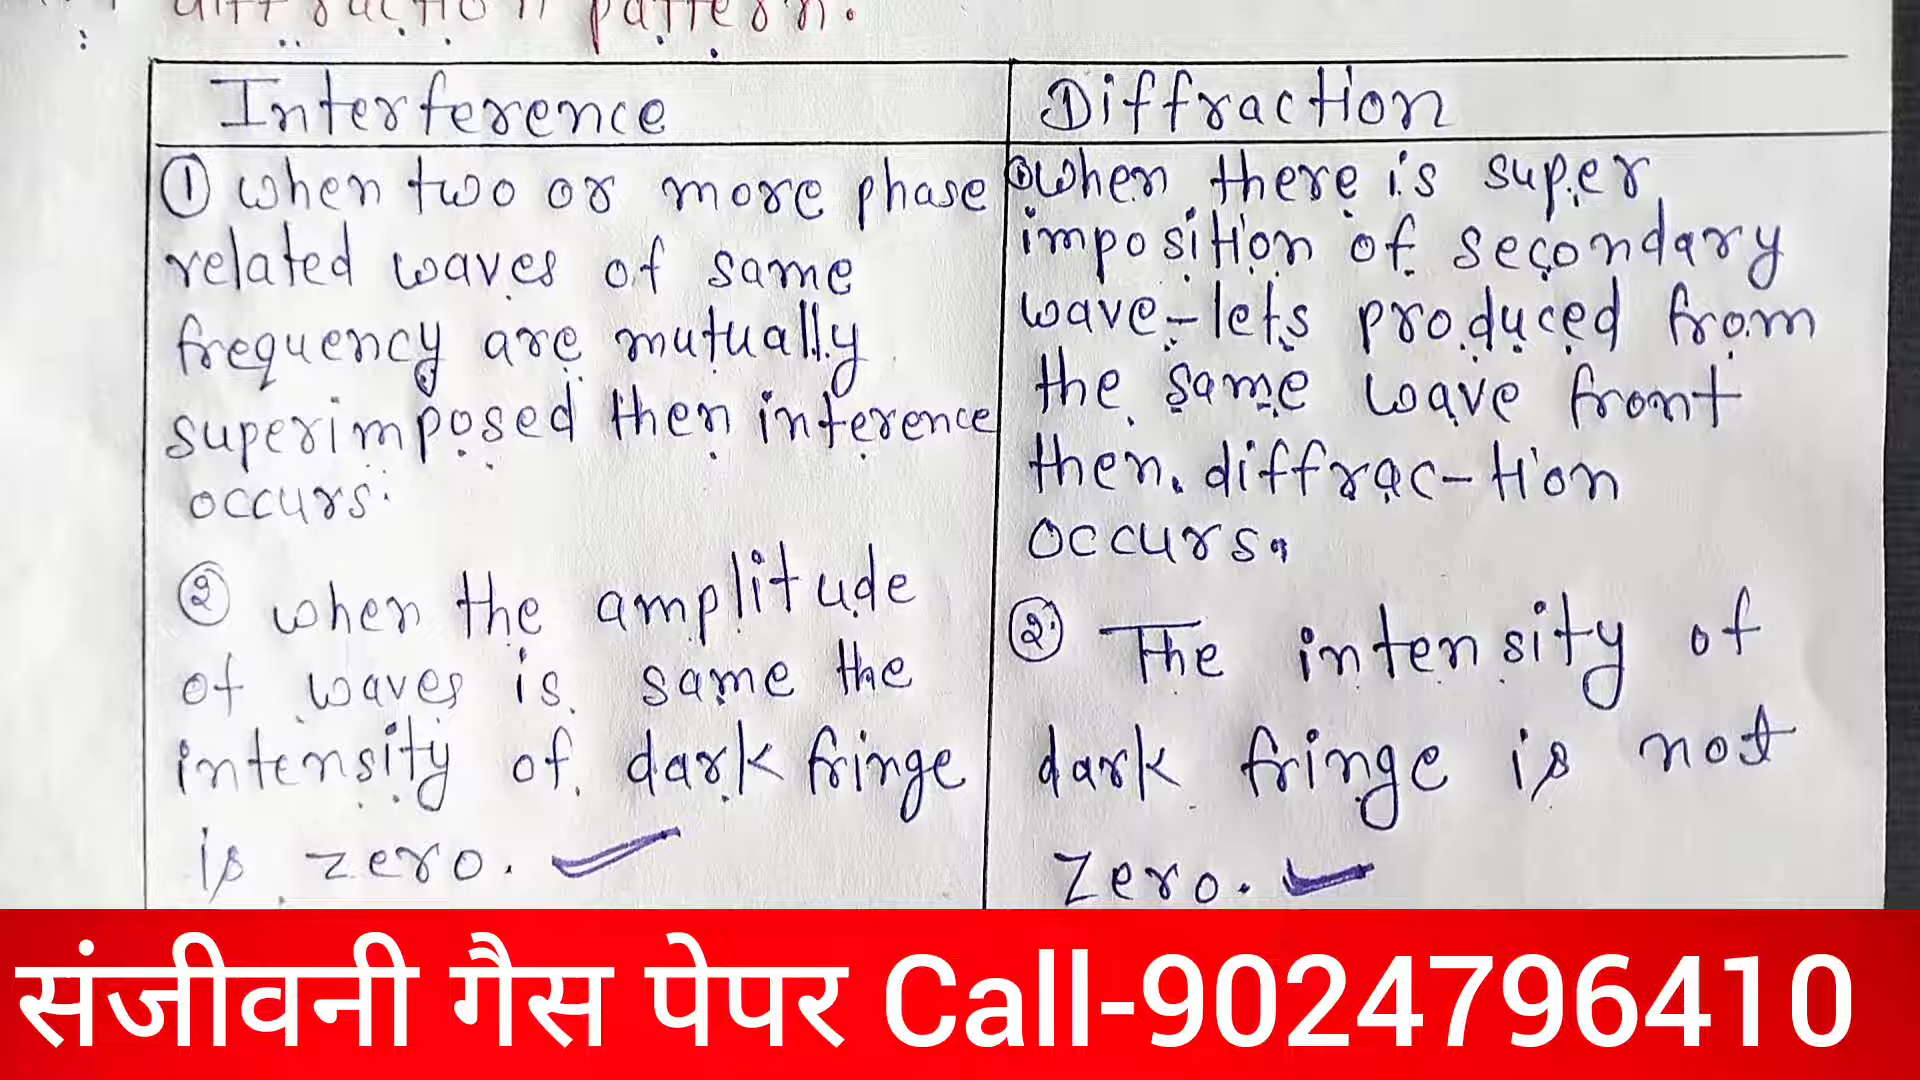 diffraction pattern.
Interference
Diffraction
① when two or more phase
related waves of same
frequency are mutually
superimposed then inference
occurs.
② when the amplitude
of waves is same the
intensity of dark fringe
is zero.
① when there is super
imposition of secondary
wave-lets produced from
the same wave front
then diffrac-tion
occurs.
② The intensity of
dark fringe is not
zero.
संजीवनी गैस पेपर Call-9024796410